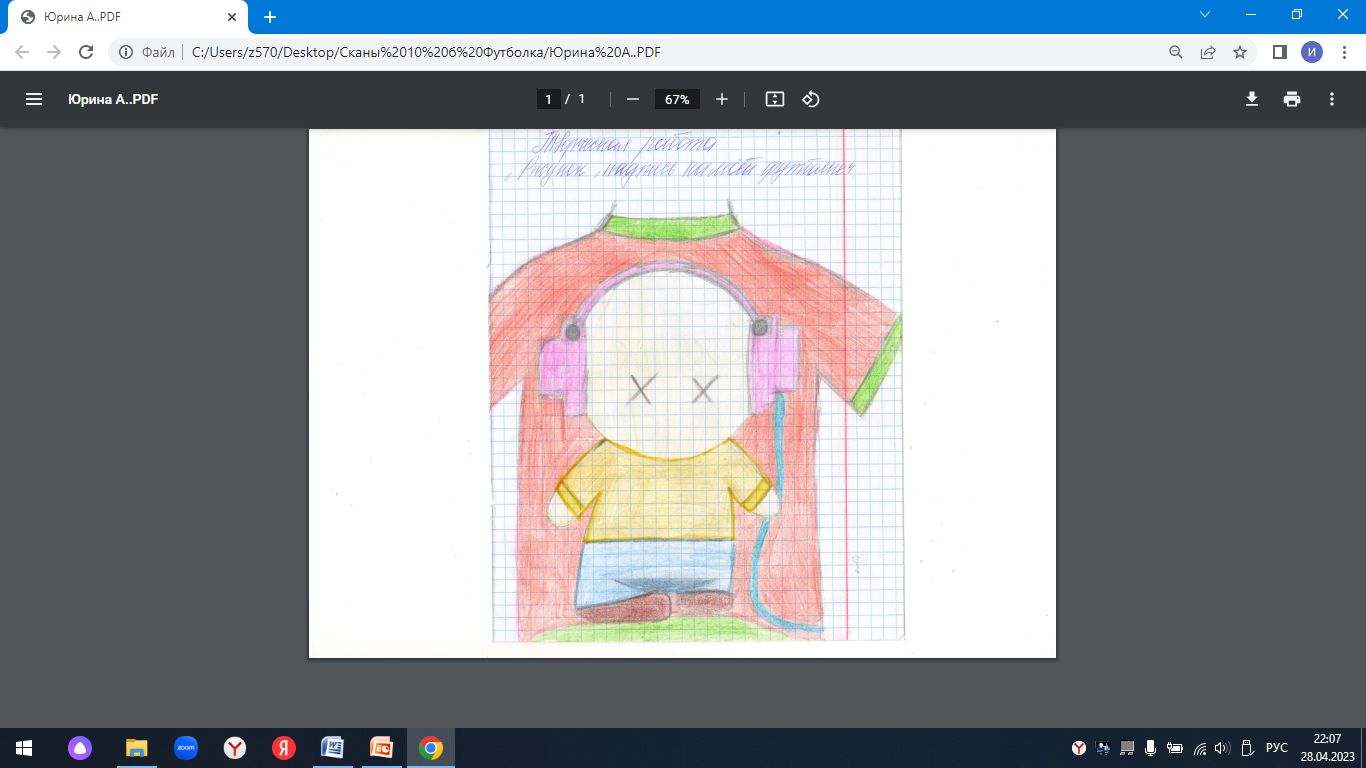 Юрина А..PDF
Файл C:/Users/z570/Desktop/Сканы%2010%206%20Футболка/Юрина%20А..PDF
И
Юрина А..PDF
1 / 1
67%
Творческая работа
„Рисунок, надпись на моей футболке"
zoom
Я
РУС
22:07
28.04.2023